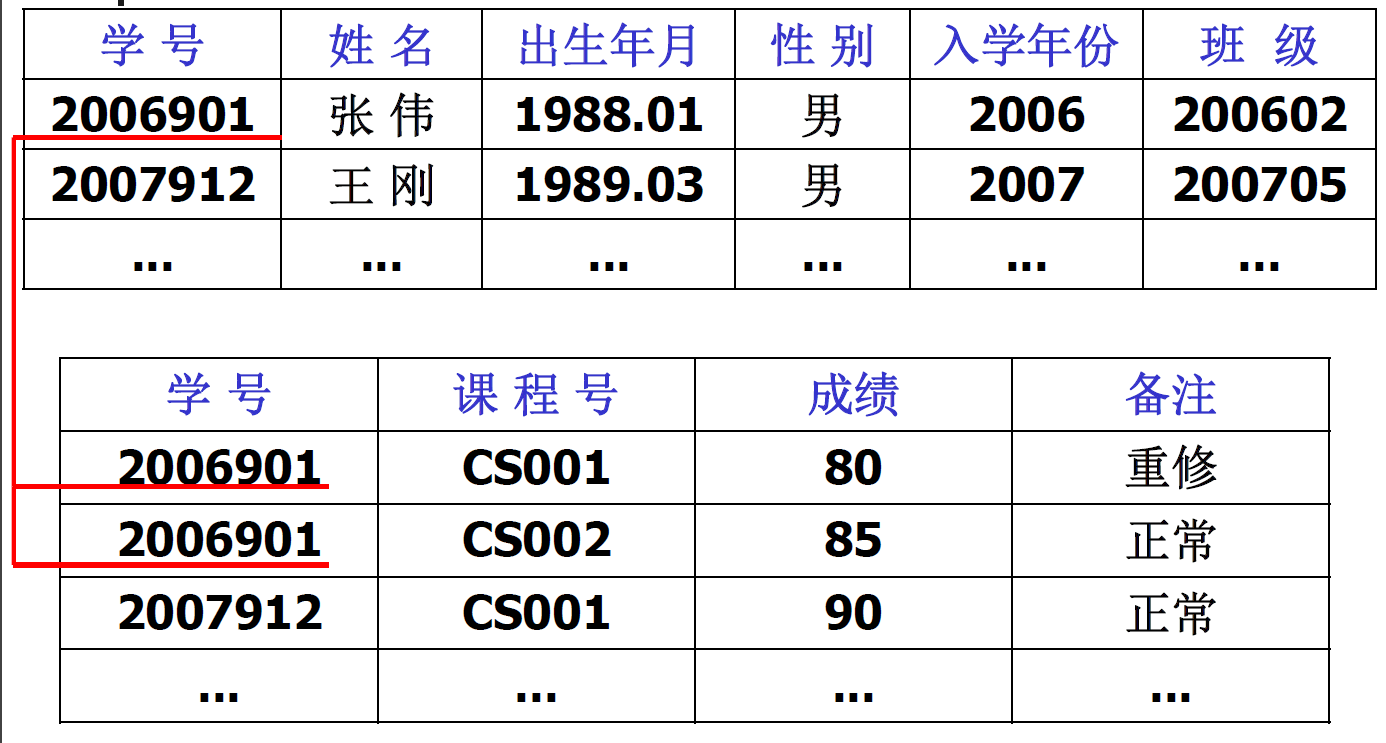 学 号 姓 名 出生年月 性 别 入学年份 班 级
2006901 张 伟 1988.01 男 2006 200602
2007912 王 刚 1989.03 男 2007 200705
... ... ... ... ... ...
学 号 课 程 号 成绩 备注
2006901 CS001 80 重修
2006901 CS002 85 正常
2007912 CS001 90 正常
... ... ... ...